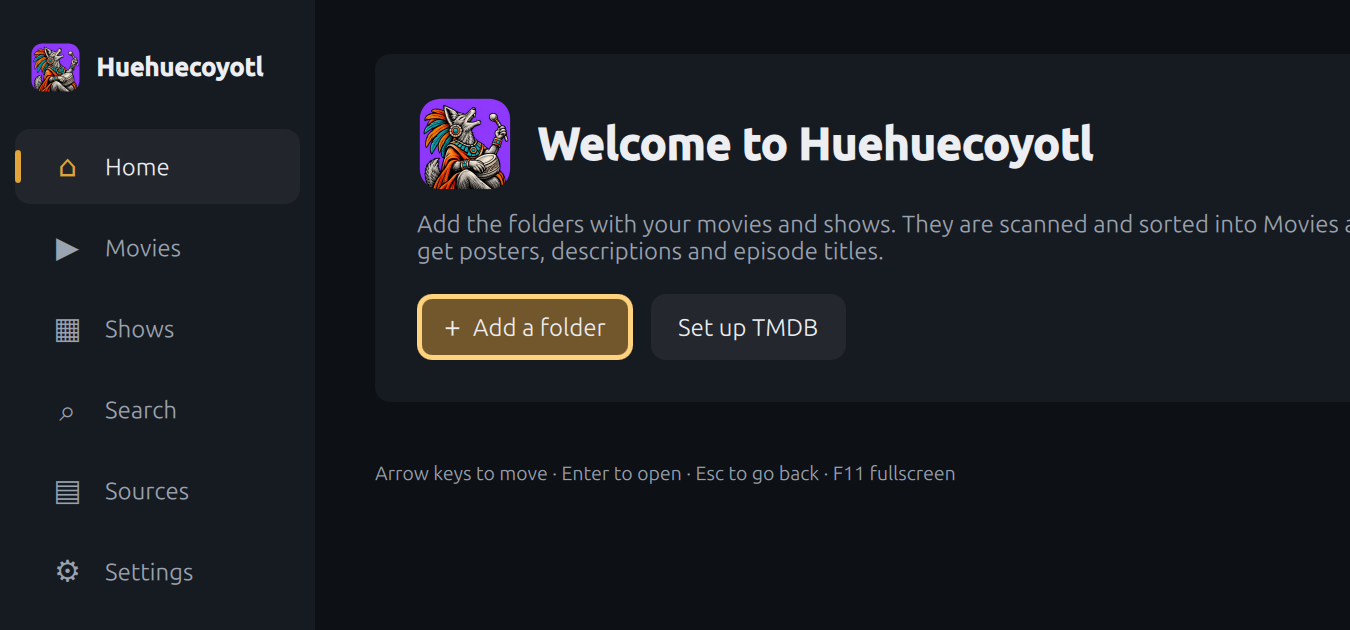 Huehuecoyotl
Home
Movies
Shows
Search
Sources
Settings
Welcome to Huehuecoyotl
Add the folders with your movies and shows. They are scanned and sorted into Movies
get posters, descriptions and episode titles.
+ Add a folder
Set up TMDB
Arrow keys to move · Enter to open · Esc to go back · F11 fullscreen